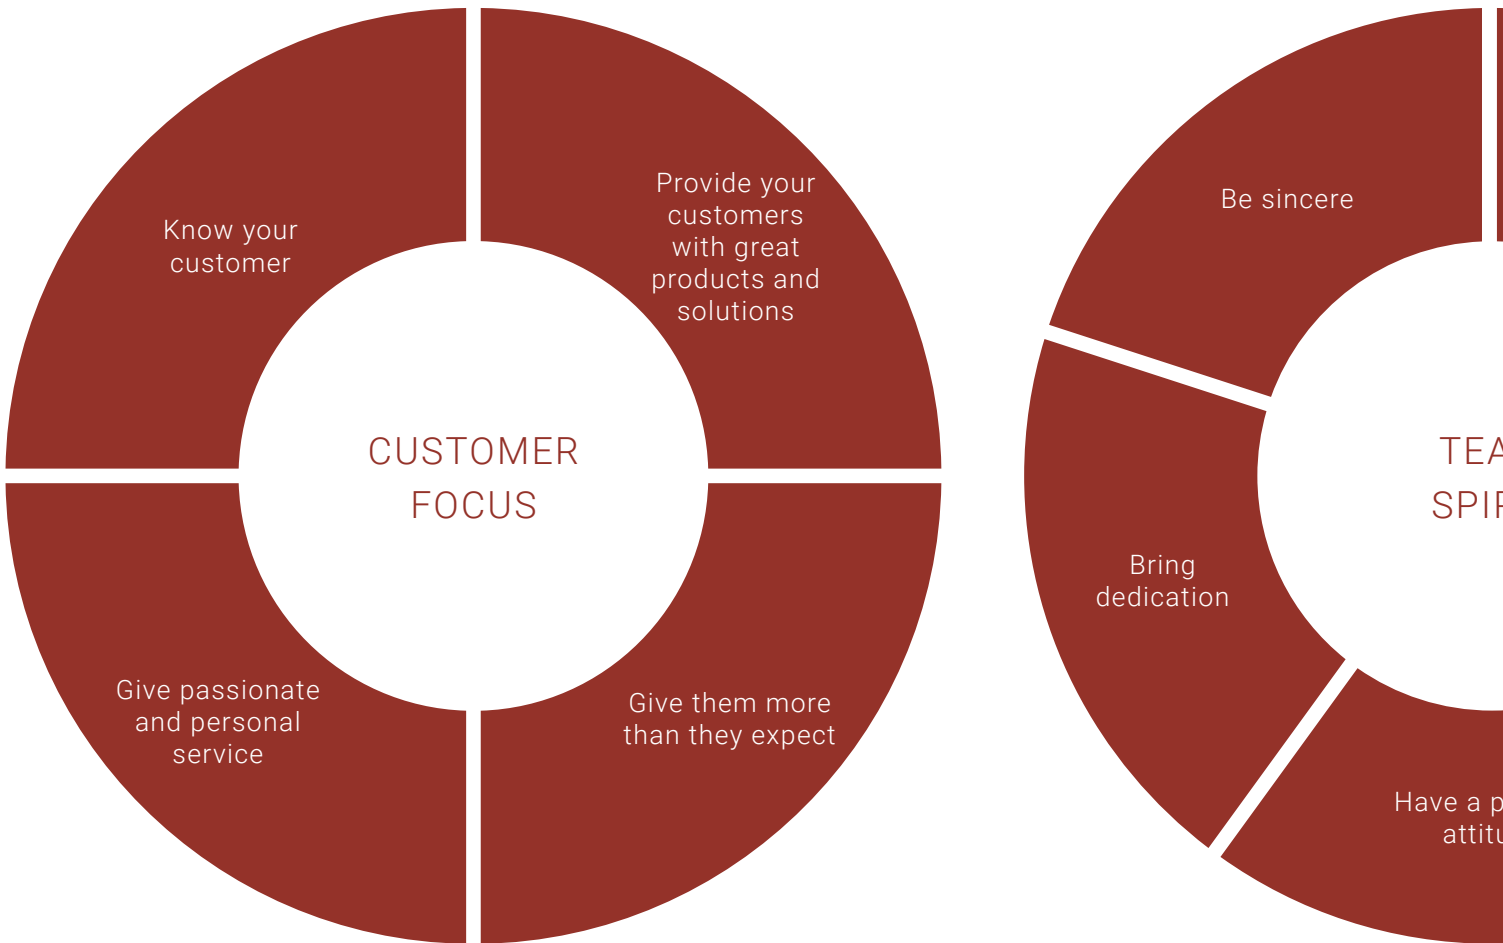 Know your
customer
Provide your
customers
with great
products and
solutions
CUSTOMER
FOCUS
Give passionate
and personal
service
Give them more
than they expect
Be sincere
Bring
dedication
Have a